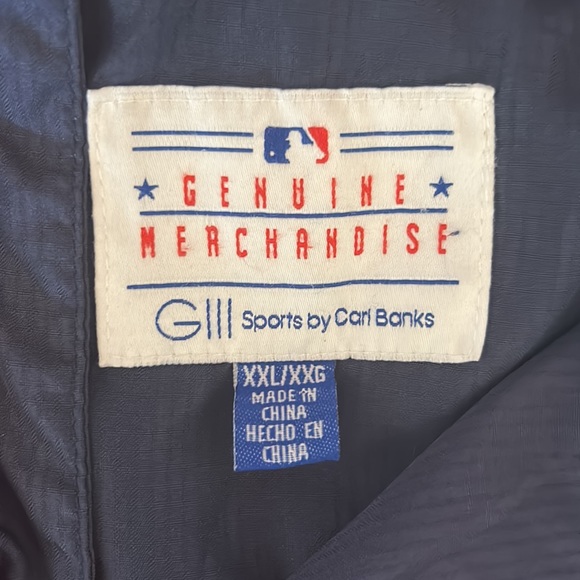 GENUINE
MERCHANDISE
GIII Sports by Carl Banks
XXL/XXG
MADE IN
CHINA
HECHO EN
CHINA